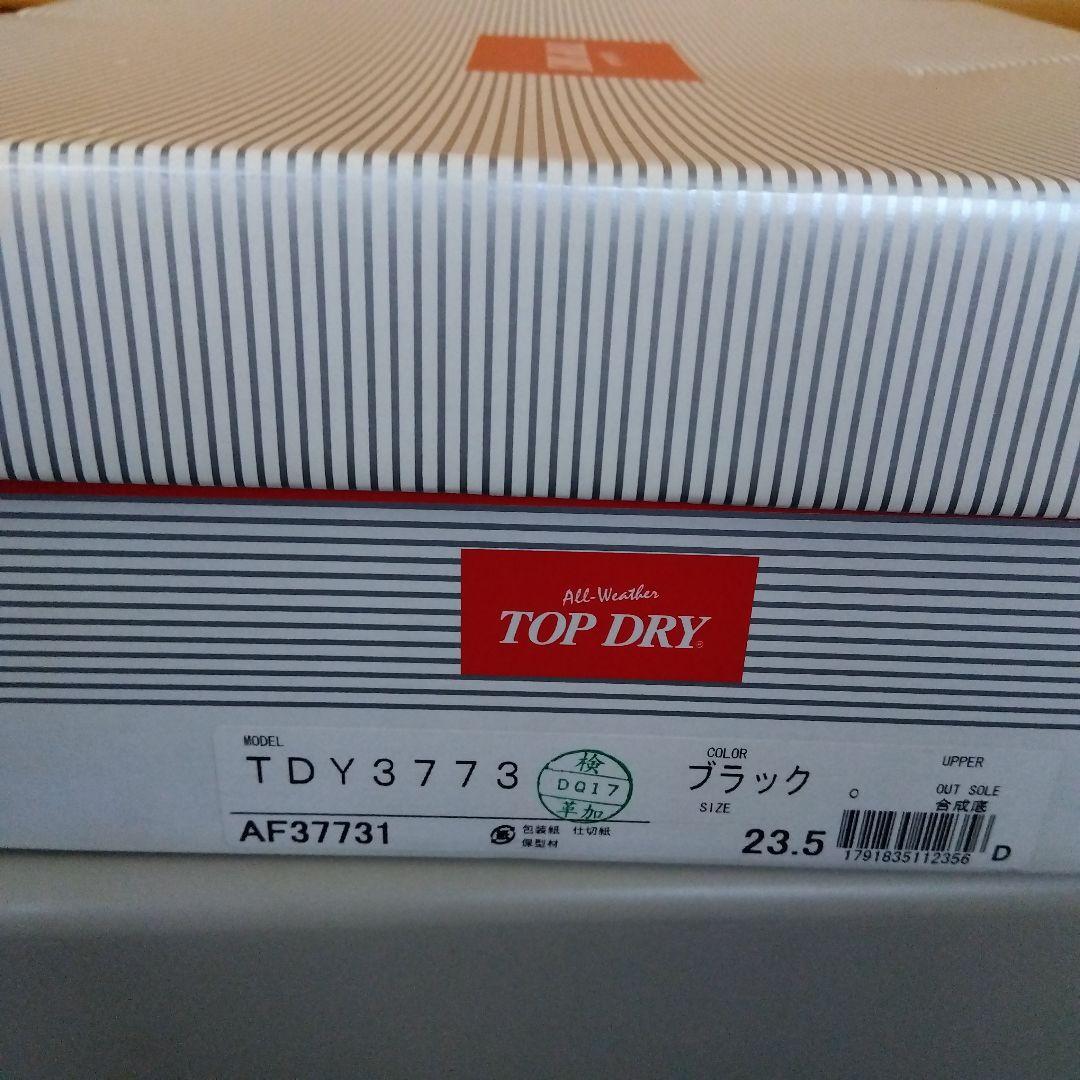 All-Weather
TOP DRY®
MODEL
TDY3773
検
DQ17
革加
COLOR
ブラック
UPPER
OUT SOLE
合成底
AF37731
包装紙 仕切紙
保型材
SIZE
23.5
1791835112356
D